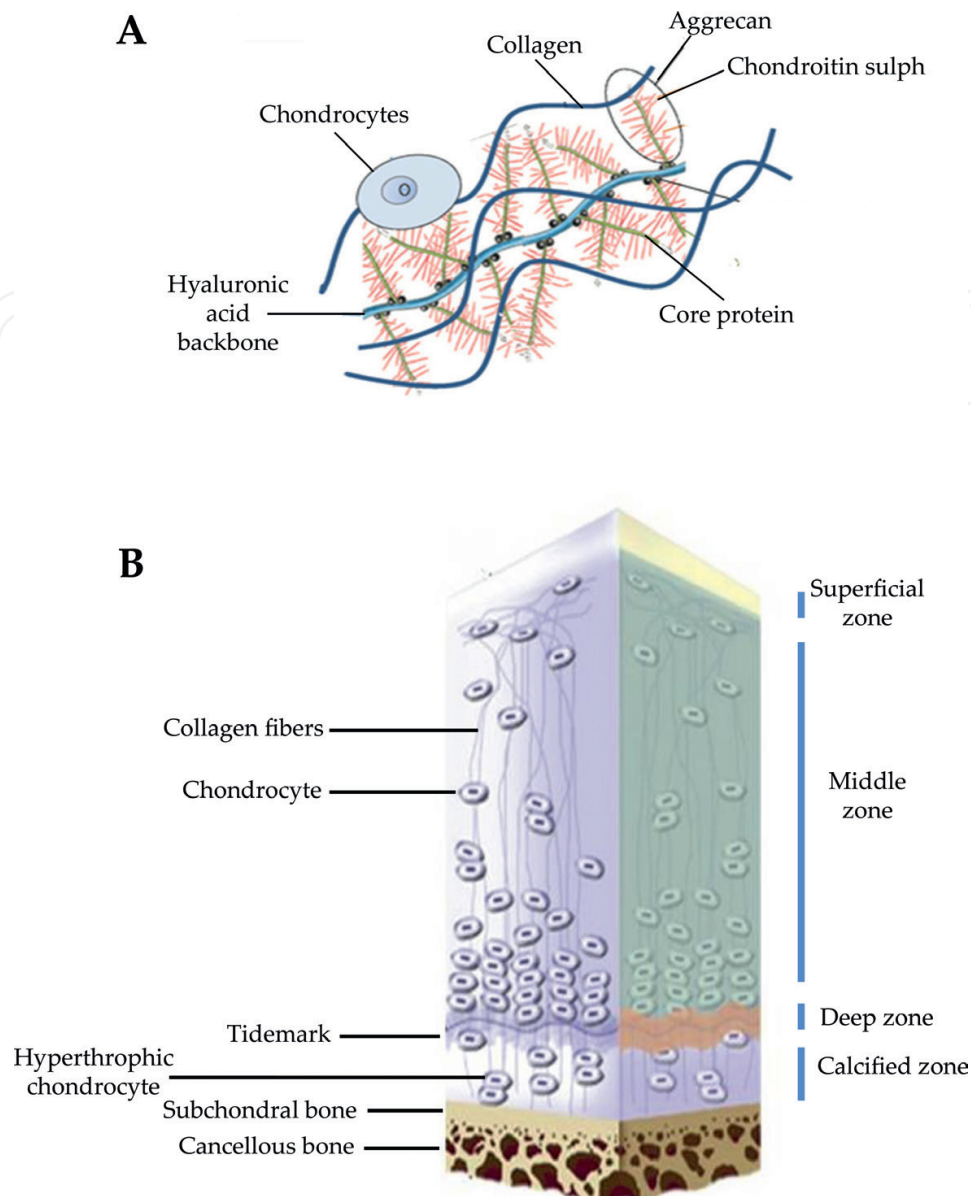 A
Aggrecan
Collagen
Chondroitin sulph
Chondrocytes
Hyaluronic
acid
backbone
Core protein
B
Superficial
zone
Collagen fibers
Chondrocyte
Middle
zone
Tidemark
Deep zone
Hyperthrophic
chondrocyte
Calcified zone
Subchondral bone
Cancellous bone